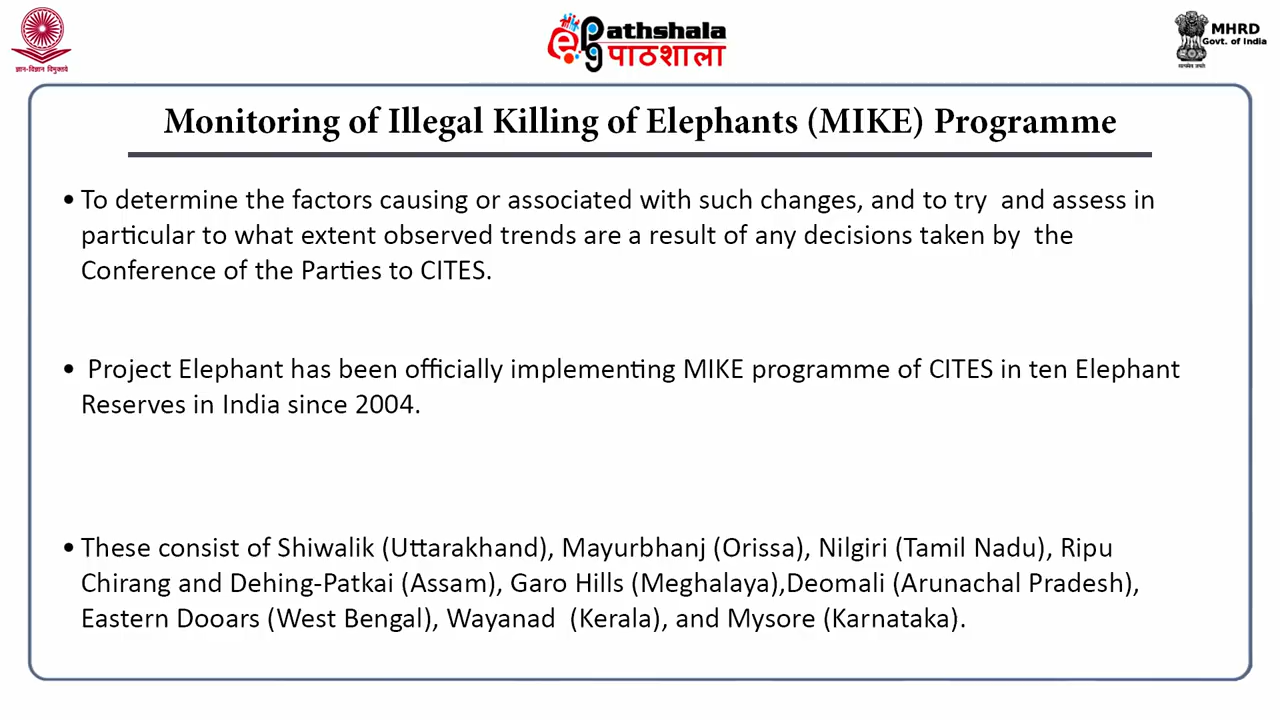 ज्ञान-विज्ञान विमुक्तये
ePG Pathshala
पाठशाला
MHRD
Govt. of India
सत्यमेव जयते
Monitoring of Illegal Killing of Elephants (MIKE) Programme
• To determine the factors causing or associated with such changes, and to try and assess in
particular to what extent observed trends are a result of any decisions taken by the
Conference of the Parties to CITES.
• Project Elephant has been officially implementing MIKE programme of CITES in ten Elephant
Reserves in India since 2004.
• These consist of Shiwalik (Uttarakhand), Mayurbhanj (Orissa), Nilgiri (Tamil Nadu), Ripu
Chirang and Dehing-Patkai (Assam), Garo Hills (Meghalaya),Deomali (Arunachal Pradesh),
Eastern Dooars (West Bengal), Wayanad (Kerala), and Mysore (Karnataka).